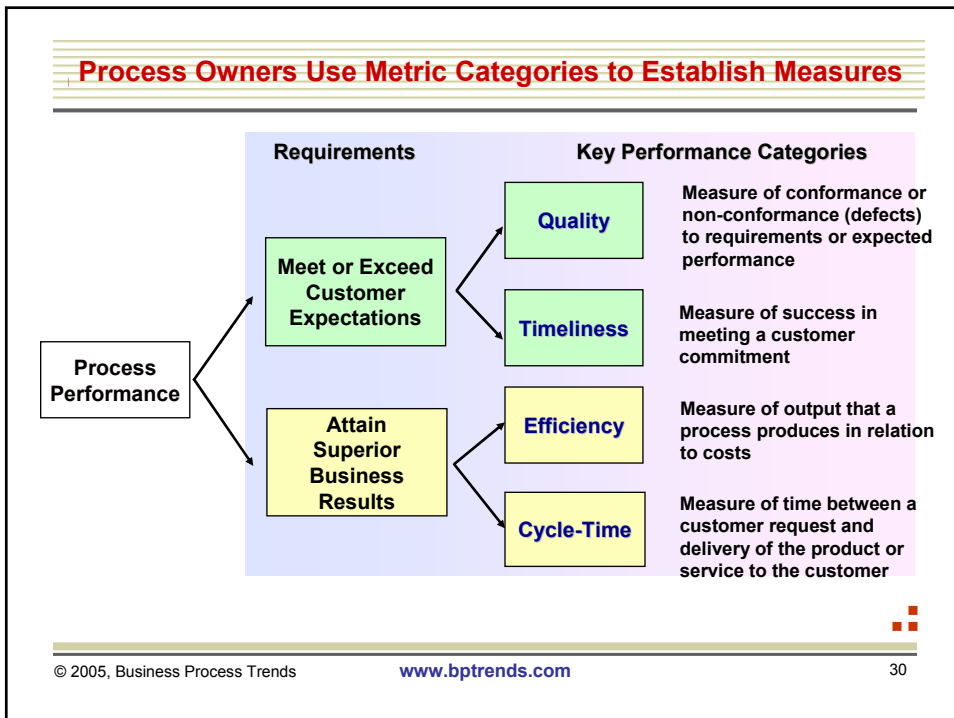 Process Owners Use Metric Categories to Establish Measures
Requirements
Key Performance Categories
Process
Performance
Meet or Exceed
Customer
Expectations
Attain
Superior
Business
Results
Quality
Measure of conformance or
non-conformance (defects)
to requirements or expected
performance
Timeliness
Measure of success in
meeting a customer
commitment
Efficiency
Measure of output that a
process produces in relation
to costs
Cycle-Time
Measure of time between a
customer request and
delivery of the product or
service to the customer
© 2005, Business Process Trends
www.bptrends.com
30